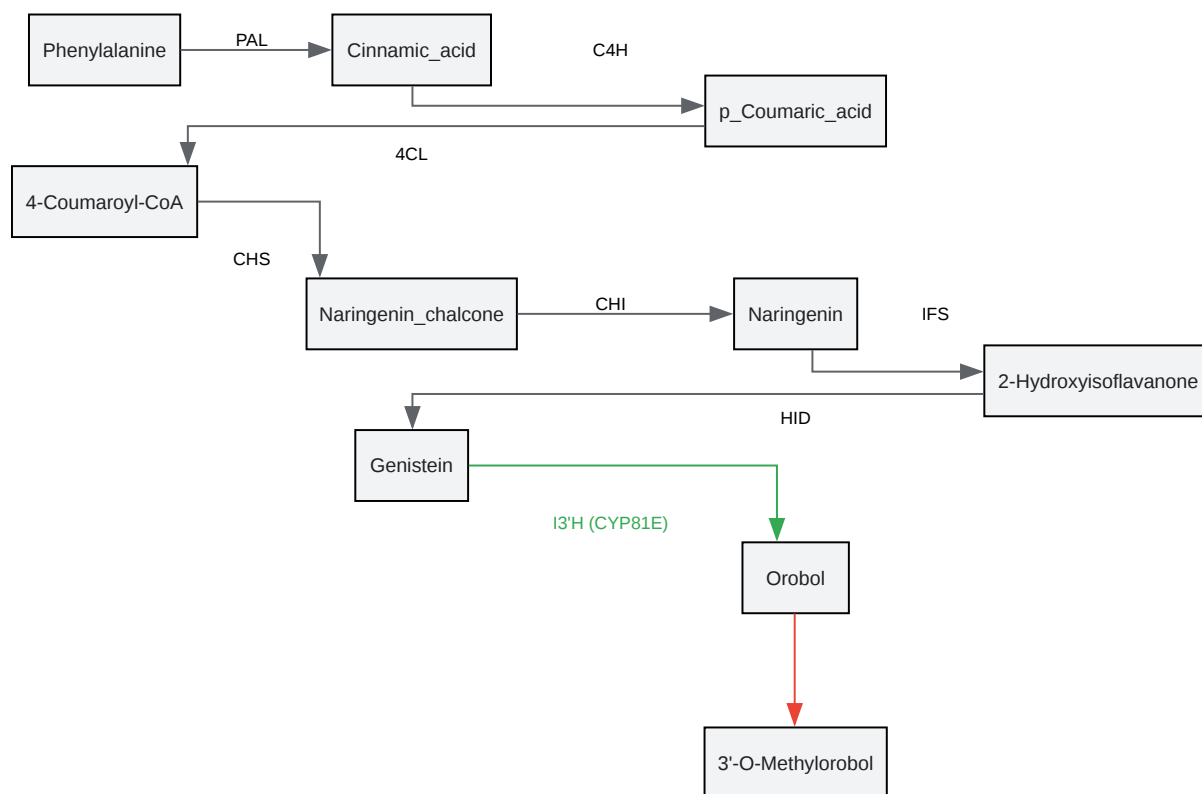 Phenylalanine
PAL
Cinnamic_acid
C4H
p_Coumaric_acid
4CL
4-Coumaroyl-CoA
CHS
Naringenin_chalcone
CHI
Naringenin
IFS
2-Hydroxyisoflavanone
HID
Genistein
I3'H (CYP81E)
Orobol
3'-O-Methylorobol